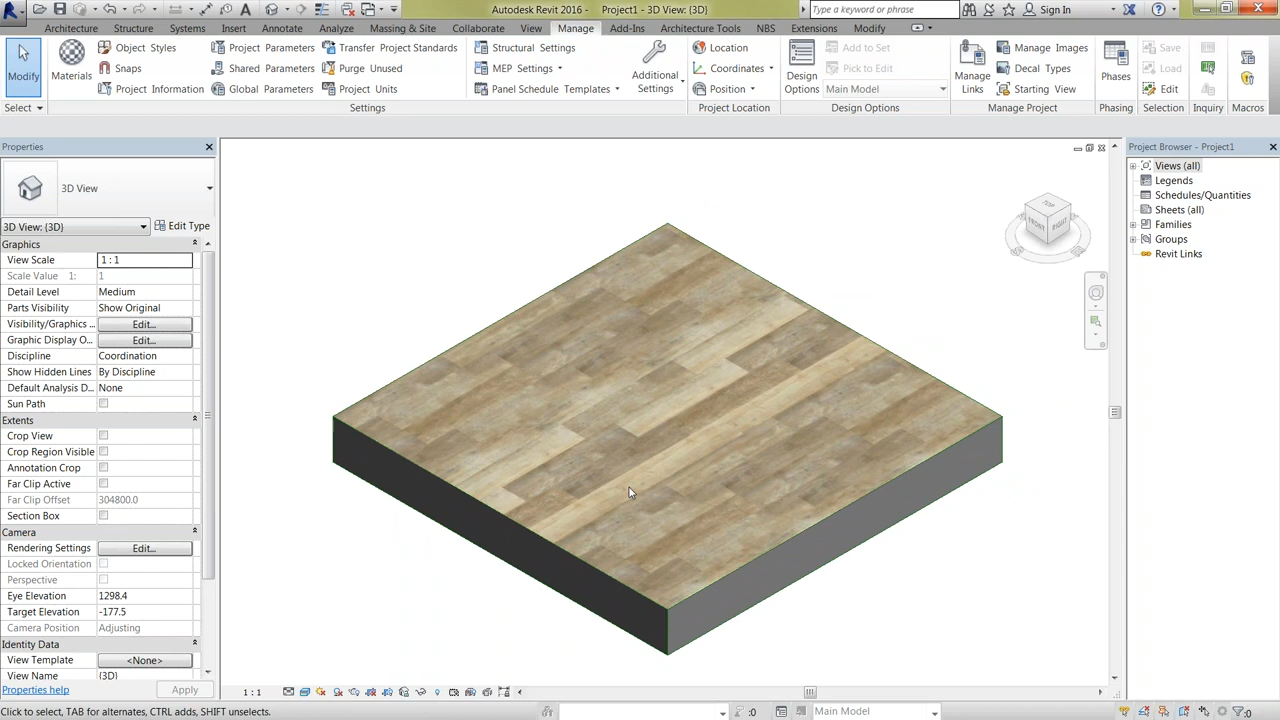 Autodesk Revit 2016 - Project1 - 3D View: {3D}
Type a keyword or phrase
Sign In
Architecture Structure Systems Insert Annotate Analyze Massing & Site Collaborate View Manage Add-Ins Architecture Tools NBS Extensions Modify
Modify
Select
Materials
Object Styles
Snaps
Project Information
Project Parameters
Shared Parameters
Global Parameters
Transfer Project Standards
Purge Unused
Project Units
Structural Settings
MEP Settings
Panel Schedule Templates
Additional Settings
Settings
Location
Coordinates
Position
Project Location
Design Options
Add to Set
Pick to Edit
Main Model
Design Options
Manage Links
Manage Images
Decal Types
Starting View
Manage Project
Phases
Phasing
Save
Load
Edit
Selection
Inquiry
Macros
Properties
3D View
3D View: {3D}
Edit Type
Graphics
View Scale 1 : 1
Scale Value 1: 1
Detail Level Medium
Parts Visibility Show Original
Visibility/Graphics ... Edit...
Graphic Display O... Edit...
Discipline Coordination
Show Hidden Lines By Discipline
Default Analysis D... None
Sun Path
Extents
Crop View
Crop Region Visible
Annotation Crop
Far Clip Active
Far Clip Offset 304800.0
Section Box
Camera
Rendering Settings Edit...
Locked Orientation
Perspective
Eye Elevation 1298.4
Target Elevation -177.5
Camera Position Adjusting
Identity Data
View Template <None>
View Name {3D}
Properties help
Apply
TOP
FRONT
RIGHT
Project Browser - Project1
Views (all)
Legends
Schedules/Quantities
Sheets (all)
Families
Groups
Revit Links
1 : 1
Click to select, TAB for alternates, CTRL adds, SHIFT unselects.
:0
Main Model
:0